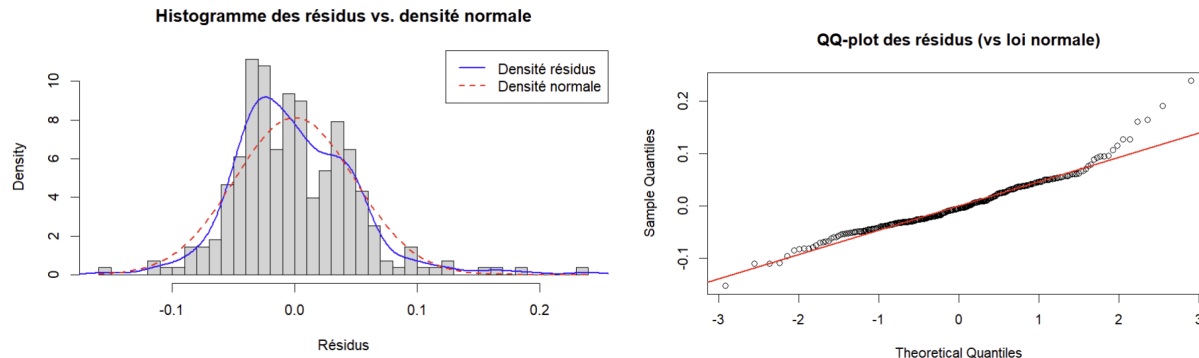 Histogramme des résidus vs. densité normale
Densité résidus
Densité normale
Density
0
2
4
6
8
10
-0.1
0.0
0.1
0.2
Résidus
QQ-plot des résidus (vs loi normale)
Sample Quantiles
-0.1
0.0
0.1
0.2
-3
-2
-1
0
1
2
3
Theoretical Quantiles